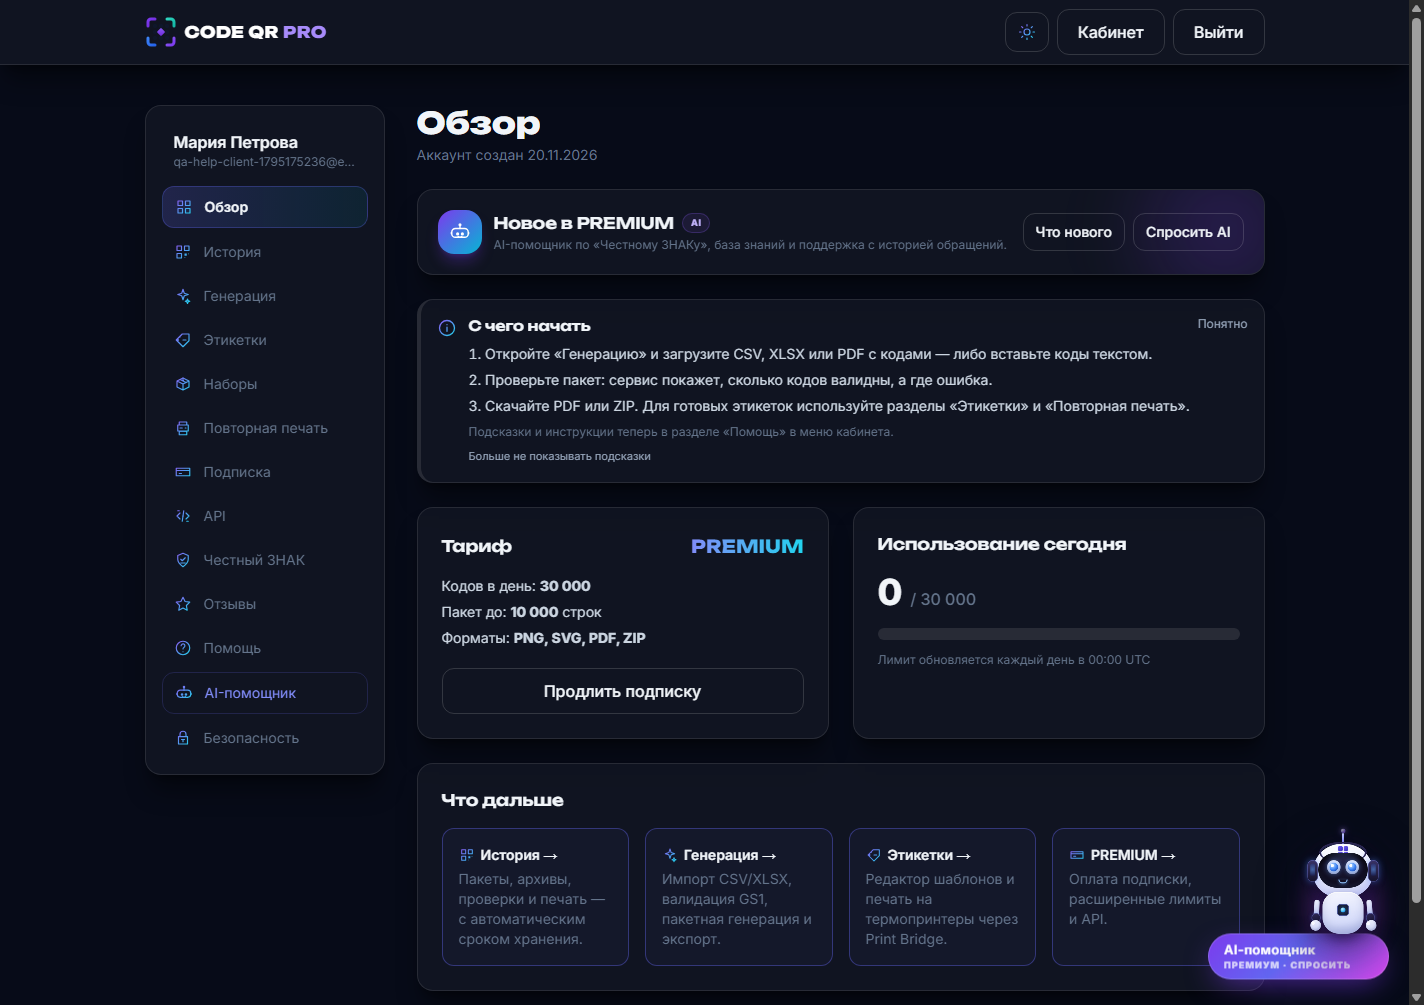 CODE QR PRO
Кабинет
Выйти
Мария Петрова
qa-help-client-1795175236@e...
Обзор
История
Генерация
Этикетки
Наборы
Повторная печать
Подписка
API
Честный ЗНАК
Отзывы
Помощь
AI-помощник
Безопасность
Обзор
Аккаунт создан 20.11.2026
Новое в PREMIUM AI
AI-помощник по «Честному ЗНАКу», база знаний и поддержка с историей обращений.
Что нового
Спросить AI
С чего начать
Понятно
1. Откройте «Генерацию» и загрузите CSV, XLSX или PDF с кодами — либо вставьте коды текстом.
2. Проверьте пакет: сервис покажет, сколько кодов валидны, а где ошибка.
3. Скачайте PDF или ZIP. Для готовых этикеток используйте разделы «Этикетки» и «Повторная печать».
Подсказки и инструкции теперь в разделе «Помощь» в меню кабинета.
Больше не показывать подсказки
Тариф
PREMIUM
Кодов в день: 30 000
Пакет до: 10 000 строк
Форматы: PNG, SVG, PDF, ZIP
Продлить подписку
Использование сегодня
0 / 30 000
Лимит обновляется каждый день в 00:00 UTC
Что дальше
История →
Пакеты, архивы,
проверки и печать —
с автоматическим
сроком хранения.
Генерация →
Импорт CSV/XLSX,
валидация GS1,
пакетная генерация и
экспорт.
Этикетки →
Редактор шаблонов и
печать на
термопринтеры через
Print Bridge.
PREMIUM →
Оплата подписки,
расширенные лимиты
и API.
AI-помощник
ПРЕМИУМ · СПРОСИТЬ